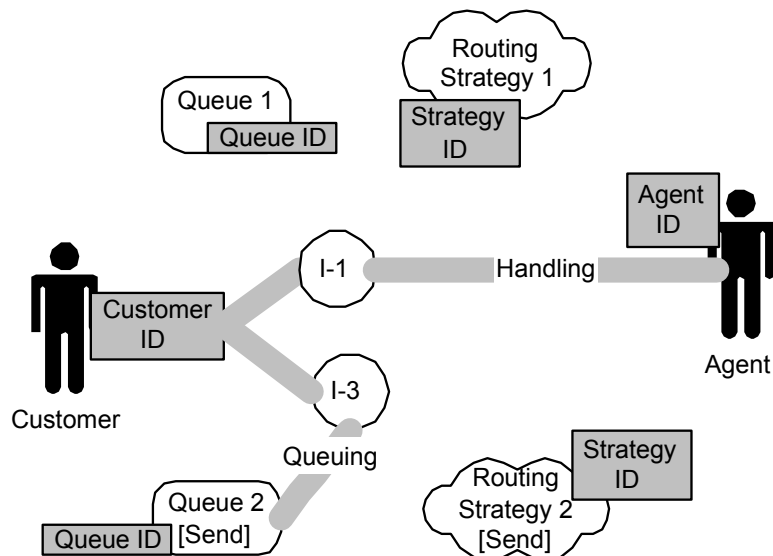 Routing
Strategy 1
Queue 1
Queue ID
Strategy
ID
Agent
ID
I-1
Handling
Customer
ID
Agent
I-3
Customer
Queuing
Strategy
ID
Queue 2
[Send]
Queue ID
Routing
Strategy 2
[Send]